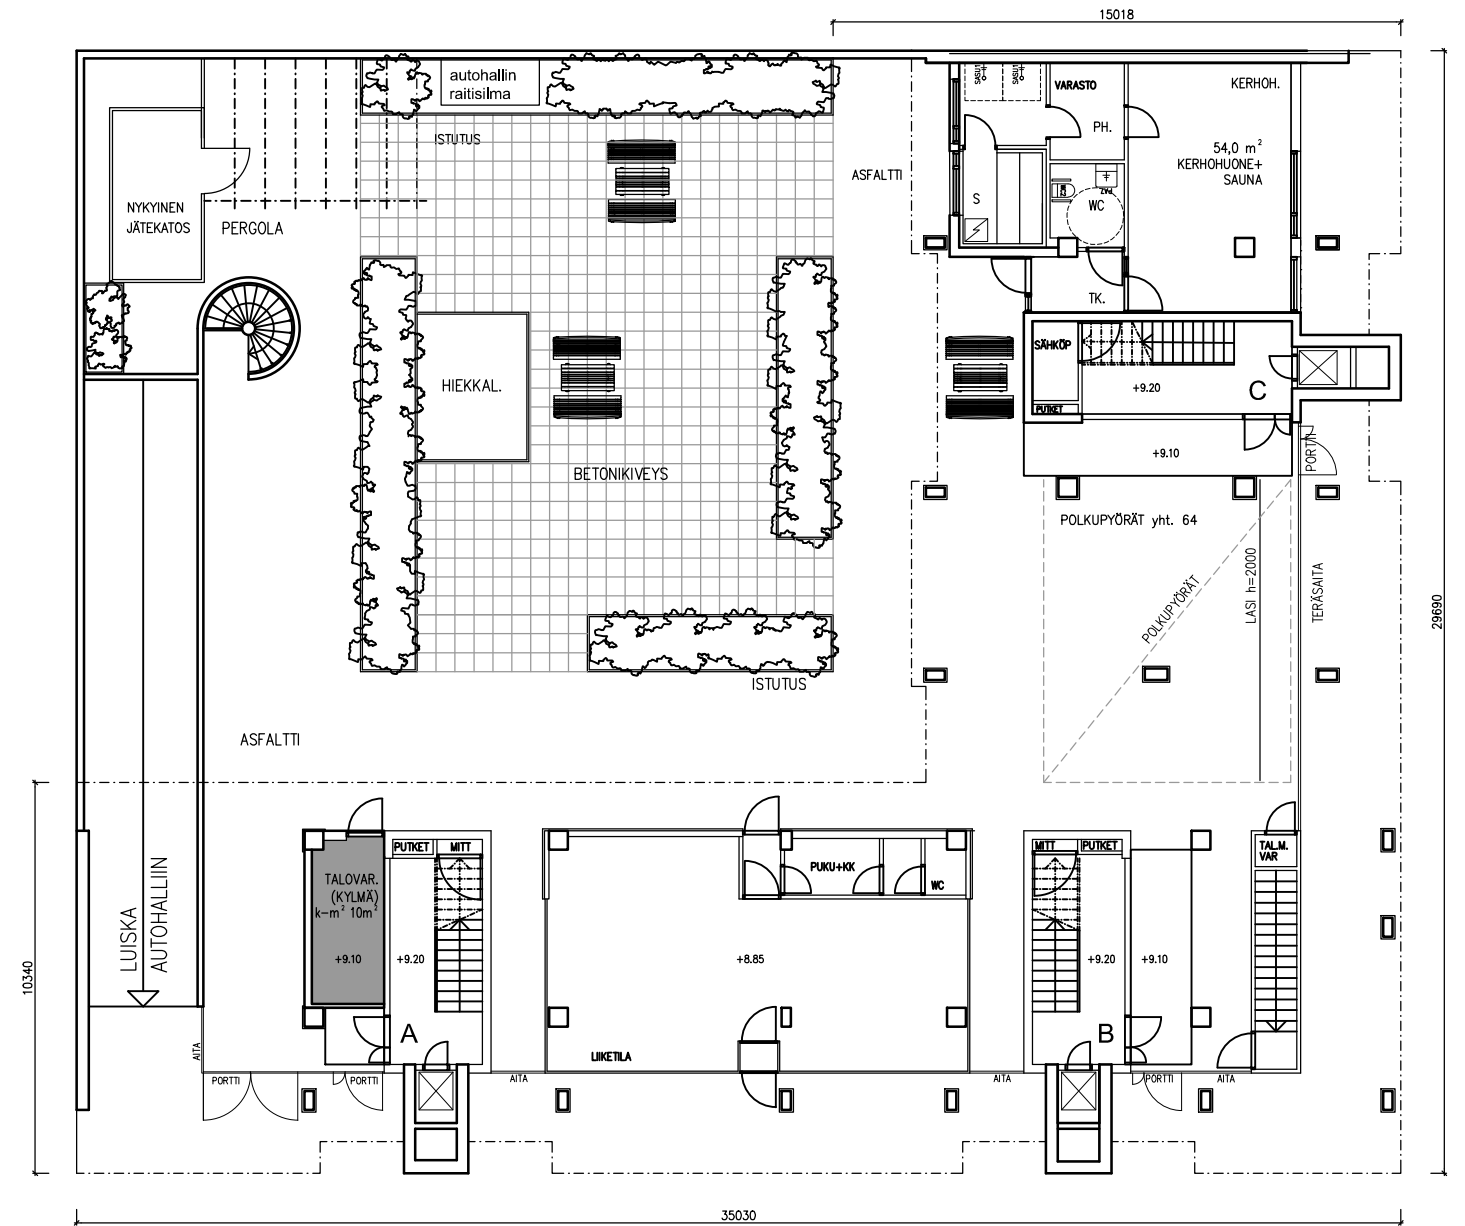 15018
autohallin
raitisilma
ISTUTUS
SASU1
SASU1
VARASTO
KERHOH.
PH.
54,0 m²
KERHOHUONE+
SAUNA
ASFALTTI
S
WC
NYKYINEN
JÄTEKATOS
PERGOLA
TK.
SÄHKÖP
+9.20
C
PUTKET
HIEKKAL.
+9.10
PORTTI
BETONIKIVEYS
POLKUPYÖRÄT yht. 64
POLKUPYÖRÄT
LASI h=2000
TERÄSAITA
29690
ISTUTUS
ASFALTTI
PUTKET
MITT
MITT
PUTKET
TAL.M.
VAR
TALOVAR.
(KYLMÄ)
k-m² 10m²
PUKU+KK
WC
LUISKA
AUTOHALLIIN
10340
+9.10
+9.20
+8.85
+9.20
+9.10
A
B
LIIKETILA
AITA
PORTTI
PORTTI
AITA
AITA
PORTTI
AITA
35030